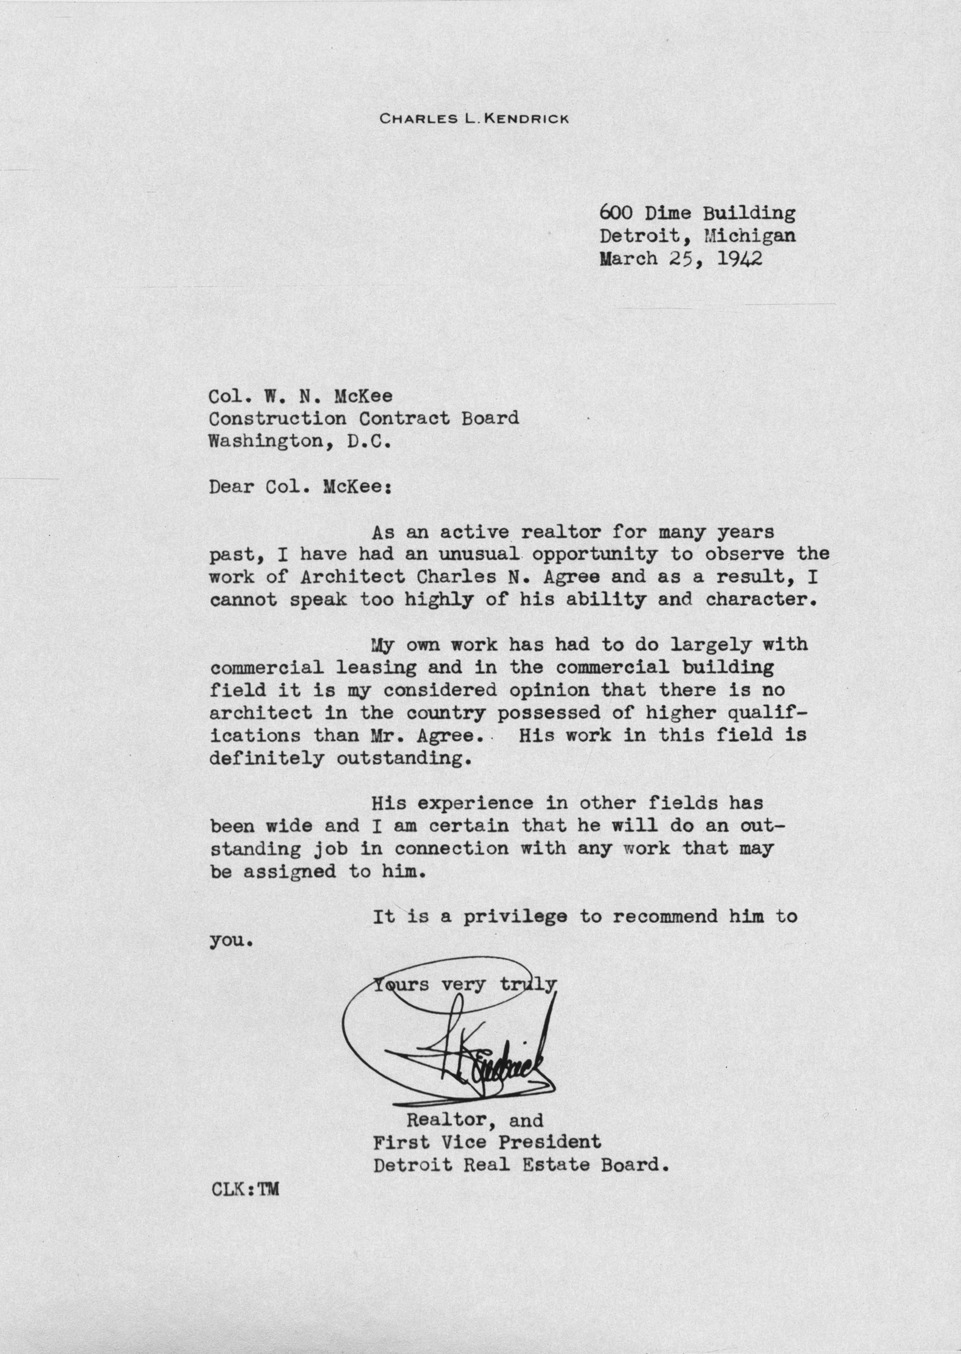 CHARLES L. KENDRICK
600 Dime Building
Detroit, Michigan
March 25, 1942
Col. W. N. McKee
Construction Contract Board
Washington, D.C.
Dear Col. McKee:
As an active realtor for many years
past, I have had an unusual opportunity to observe the
work of Architect Charles N. Agree and as a result, I
cannot speak too highly of his ability and character.
My own work has had to do largely with
commercial leasing and in the commercial building
field it is my considered opinion that there is no
architect in the country possessed of higher qualif-
ications than Mr. Agree. His work in this field is
definitely outstanding.
His experience in other fields has
been wide and I am certain that he will do an out-
standing job in connection with any work that may
be assigned to him.
It is a privilege to recommend him to
you.
Yours very truly
Kendrick
Realtor, and
First Vice President
Detroit Real Estate Board.
CLK:TM